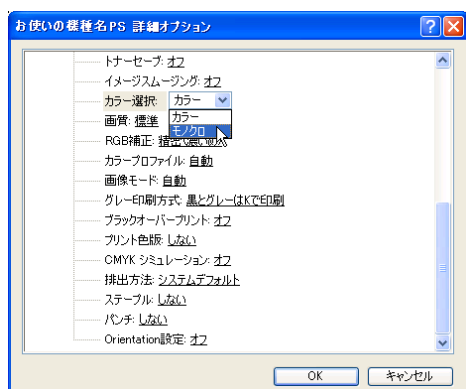 お使いの機種名PS 詳細オプション
トナーセーブ: オフ
イメージスムージング: オフ
カラー選択: カラー
カラー
画質: 標準
モノクロ
RGB補正:
カラープロファイル: 自動
画像モード: 自動
グレー印刷方式: 黒とグレーはKで印刷
ブラックオーバープリント: オフ
プリント色版: しない
CMYK シミュレーション: オフ
排出方法: システムデフォルト
ステープル: しない
パンチ: しない
Orientation設定: オフ
OK
キャンセル